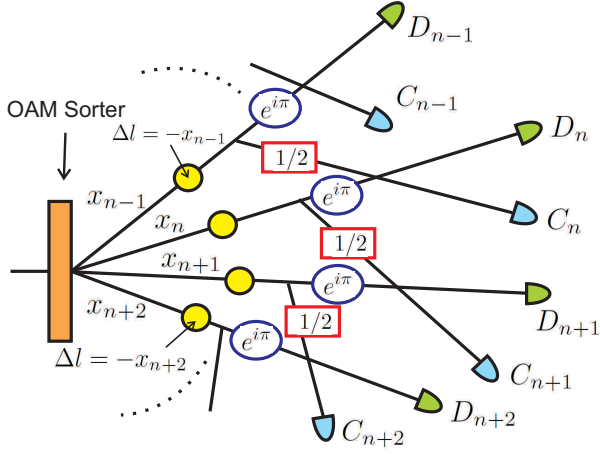 D_{n-1}
C_{n-1}
e^{iπ}
OAM Sorter
Δl = −x_{n−1}
1/2
D_n
x_{n−1}
e^{iπ}
C_n
x_n
1/2
x_{n+1}
e^{iπ}
D_{n+1}
x_{n+2}
1/2
Δl = −x_{n+2}
e^{iπ}
C_{n+1}
D_{n+2}
C_{n+2}